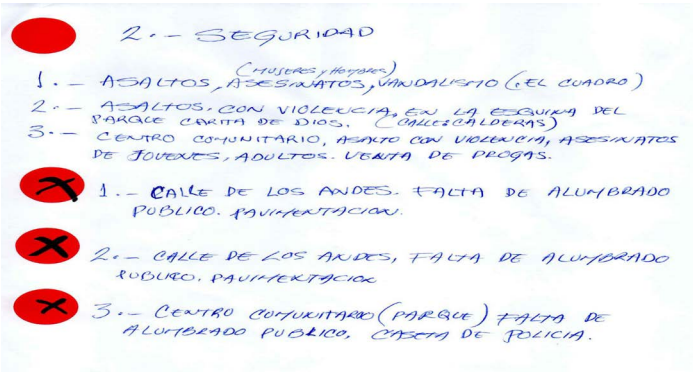 2.- SEGURIDAD
(MUJERES y HOMBRES)
1.- ASALTOS, ASESINATOS, VANDALISMO (EL CUADRO)
2.- ASALTOS. CON VIOLENCIA, EN LA ESQUINA DEL
PARQUE CARITA DE DIOS. (CALLE: CALDERAS)
3.- CENTRO COMUNITARIO, ASALTO CON VIOLENCIA, ASESINATOS
DE JOVENES, ADULTOS. VENTA DE DROGAS.
1.- CALLE DE LOS ANDES. FALTA DE ALUMBRADO
PUBLICO. PAVIMENTACION.
2.- CALLE DE LOS ANDES, FALTA DE ALUMBRADO
PUBLICO. PAVIMENTACION
3.- CENTRO COMUNITARIO (PARQUE) FALTA DE
ALUMBRADO PUBLICO, CASETA DE POLICIA.